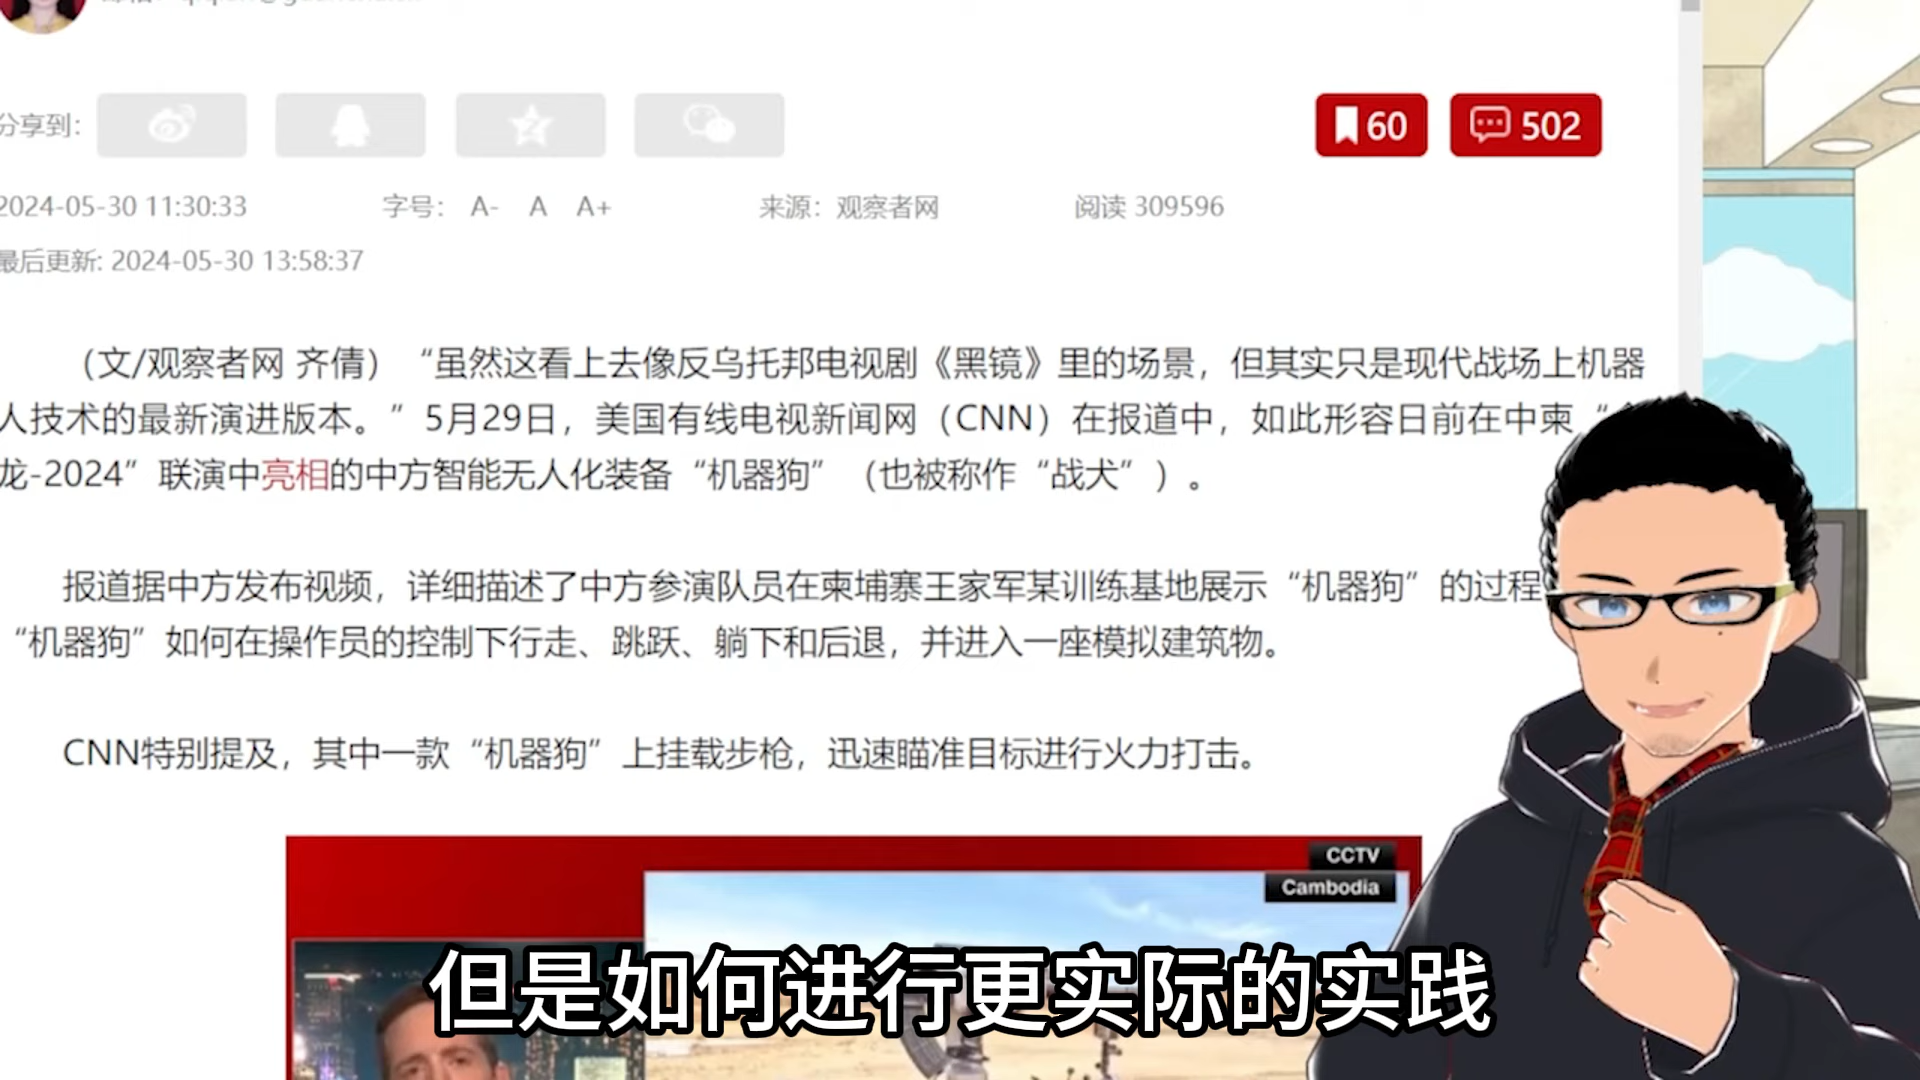 分享到：
60
502
2024-05-30 11:30:33 字号： A- A A+ 来源：观察者网 阅读 309596
最后更新: 2024-05-30 13:58:37
（文/观察者网 齐倩）“虽然这看上去像反乌托邦电视剧《黑镜》里的场景，但其实只是现代战场上机器
人技术的最新演进版本。”5月29日，美国有线电视新闻网（CNN）在报道中，如此形容日前在中柬“
龙-2024”联演中亮相的中方智能无人化装备“机器狗”（也被称作“战犬”）。
报道据中方发布视频，详细描述了中方参演队员在柬埔寨王家军某训练基地展示“机器狗”的过程
“机器狗”如何在操作员的控制下行走、跳跃、躺下和后退，并进入一座模拟建筑物。
CNN特别提及，其中一款“机器狗”上挂载步枪，迅速瞄准目标进行火力打击。
CCTV
Cambodia
但是如何进行更实际的实践